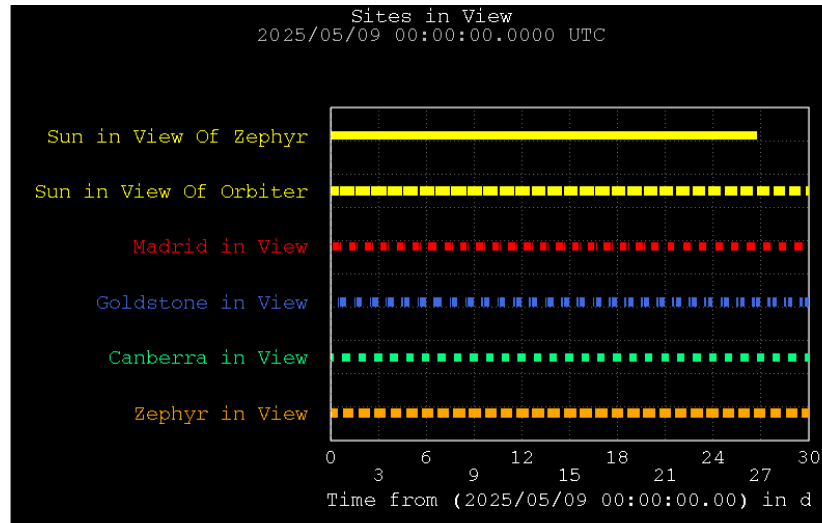 Sites in View
2025/05/09 00:00:00.0000 UTC
Sun in View Of Zephyr
Sun in View Of Orbiter
Madrid in View
Goldstone in View
Canberra in View
Zephyr in View
0 6 12 18 24 30
3 9 15 21 27
Time from (2025/05/09 00:00:00.00) in d